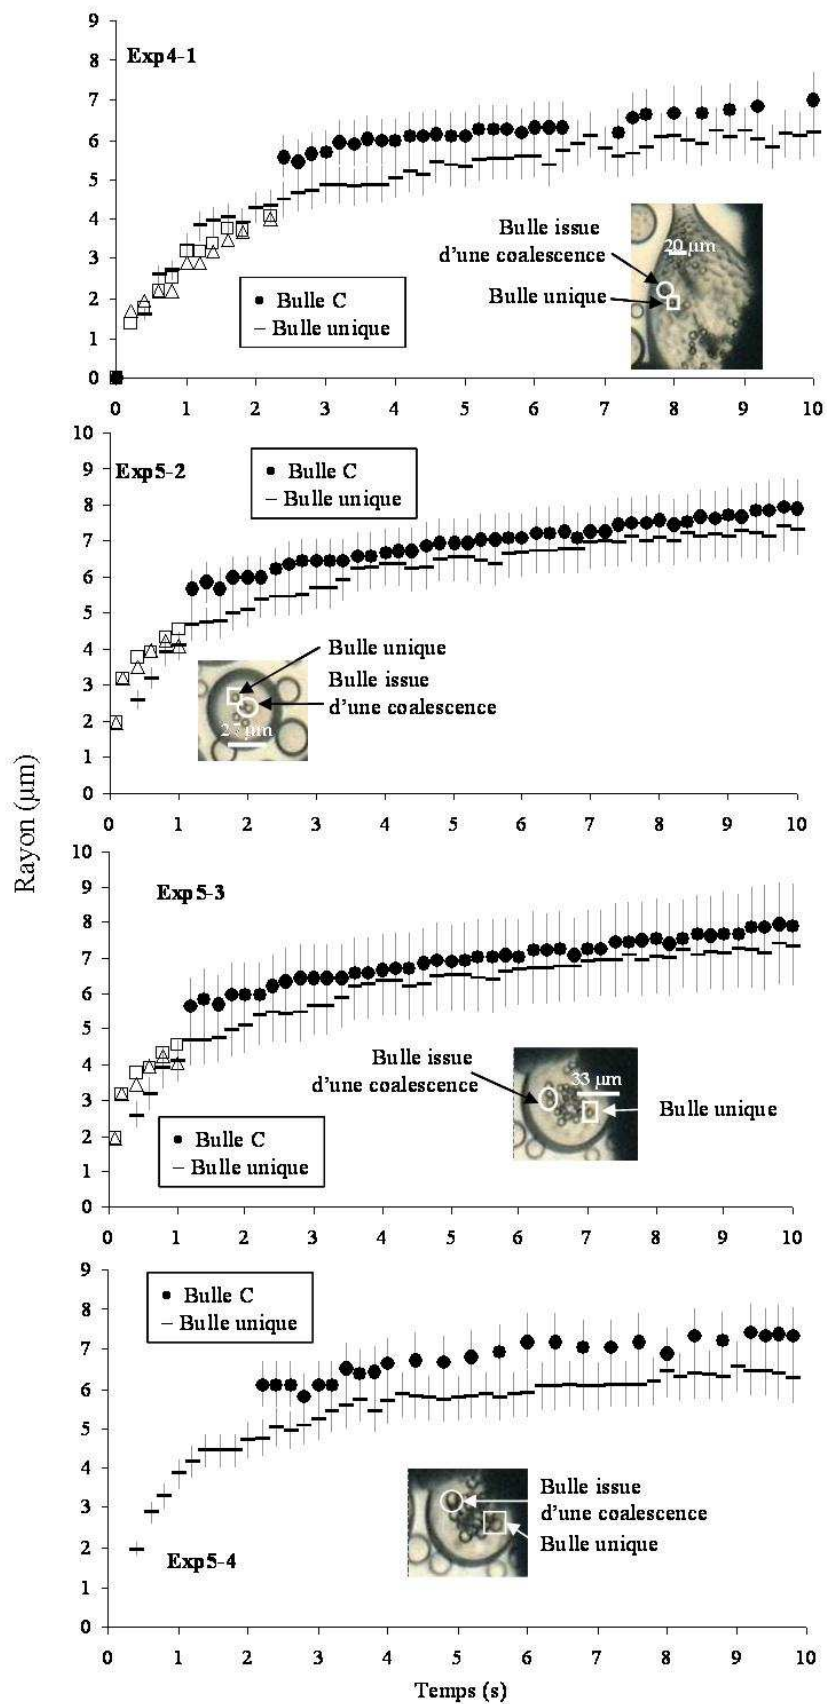 9
Exp4-1
8
7
6
5
4
3
2
1
0
Bulle issue
d'une coalescence
Bulle unique
20 µm
Bulle C
Bulle unique
0 1 2 3 4 5 6 7 8 9 10
10
9
Exp5-2
8
7
6
5
4
3
2
1
0
Bulle C
Bulle unique
Bulle unique
Bulle issue
d'une coalescence
0 1 2 3 4 5 6 7 8 9 10
Rayon (µm)
10
9
Exp5-3
8
7
6
5
4
3
2
1
0
Bulle issue
d'une coalescence
33 µm
Bulle unique
Bulle C
Bulle unique
0 1 2 3 4 5 6 7 8 9 10
9
8
7
6
5
4
3
2
1
0
Bulle C
Bulle unique
Bulle issue
d'une coalescence
Bulle unique
Exp5-4
0 1 2 3 4 5 6 7 8 9 10
Temps (s)